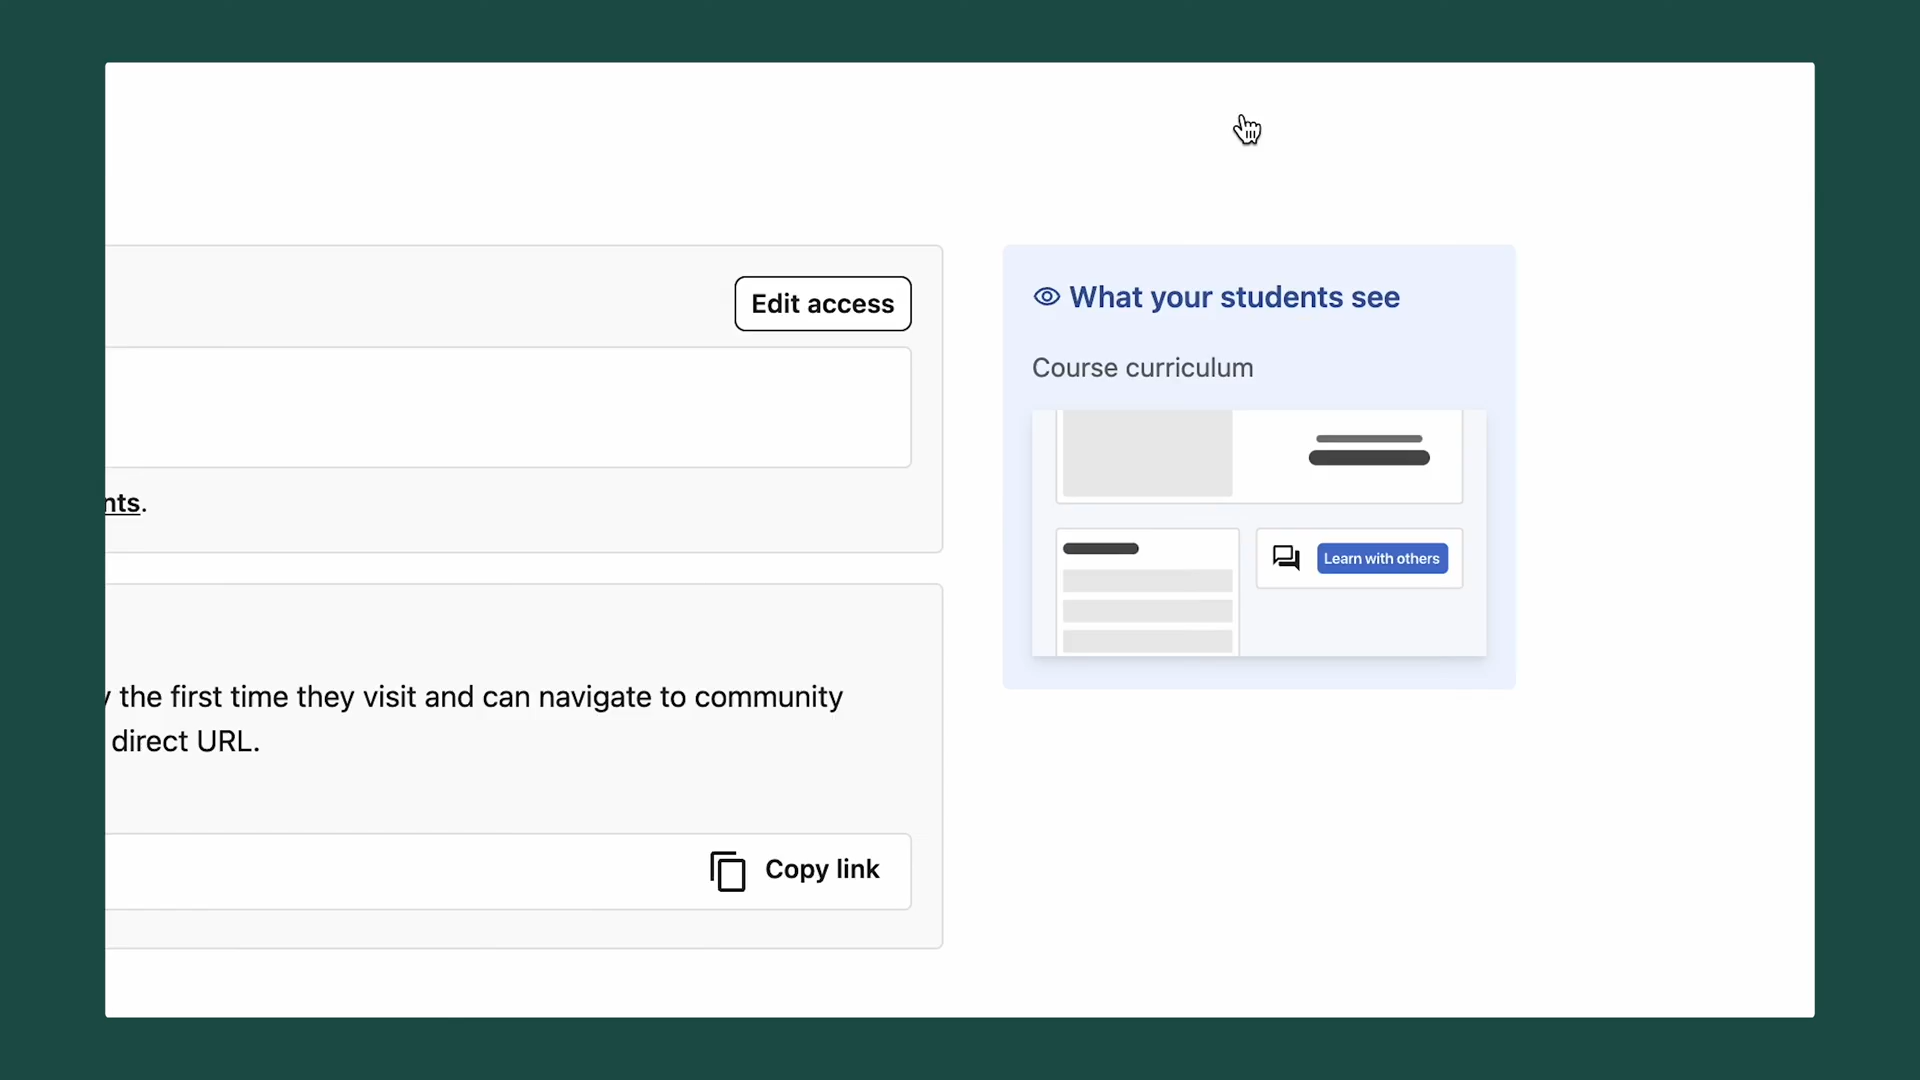 Edit access
nts.
the first time they visit and can navigate to community
direct URL.
Copy link
What your students see
Course curriculum
Learn with others